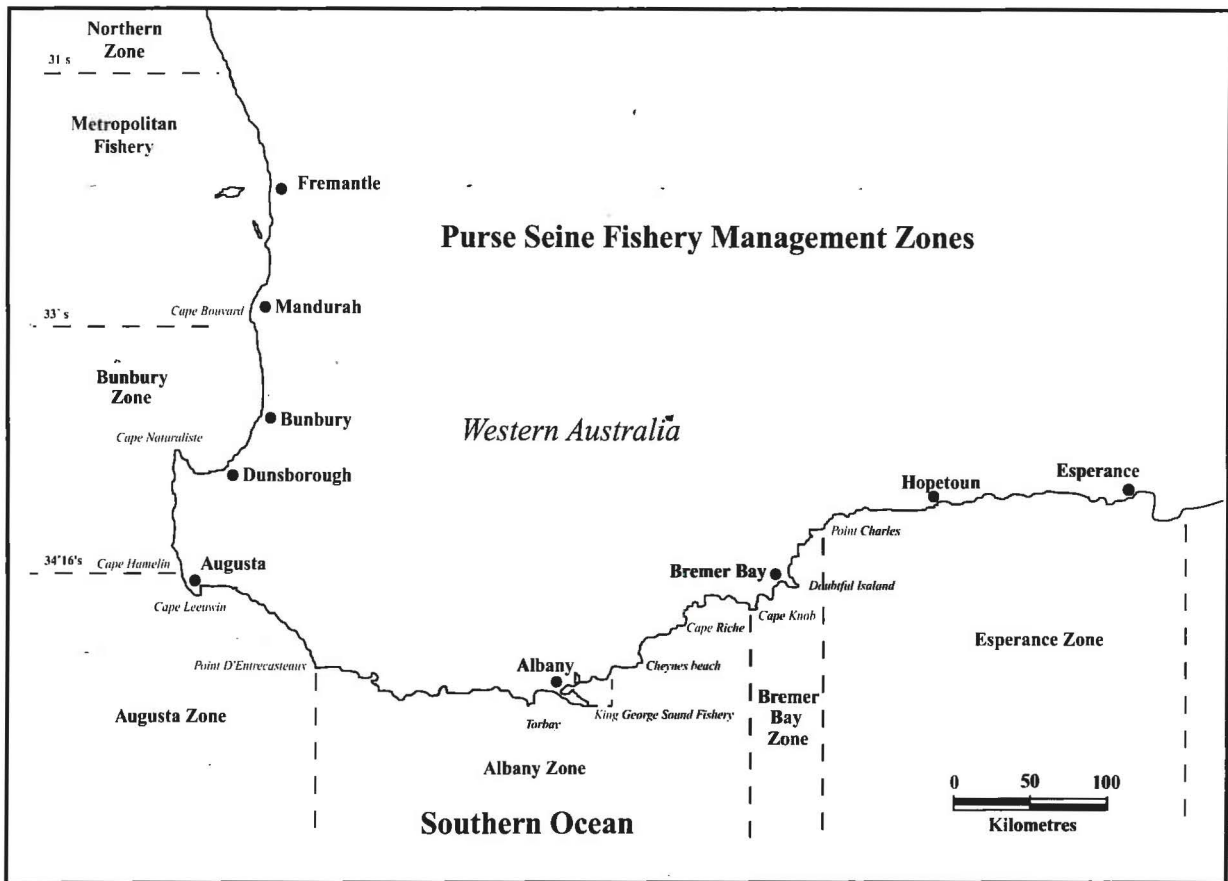 Northern
Zone
31 s
Metropolitan
Fishery
Fremantle
Purse Seine Fishery Management Zones
Cape Bouvard
Mandurah
33° s
Bunbury
Zone
Bunbury
Cape Naturaliste
Western Australia
Dunsborough
Hopetoun
Esperance
Point Charles
34°16's
Cape Hamelin
Augusta
Bremer Bay
Doubtful Isaland
Cape Leeuwin
Cape Riche
Cape Knob
Esperance Zone
Point D'Entrecasteaux
Albany
Cheynes beach
Augusta Zone
Torbay
King George Sound Fishery
Bremer
Bay
Zone
Albany Zone
0 50 100
Kilometres
Southern Ocean